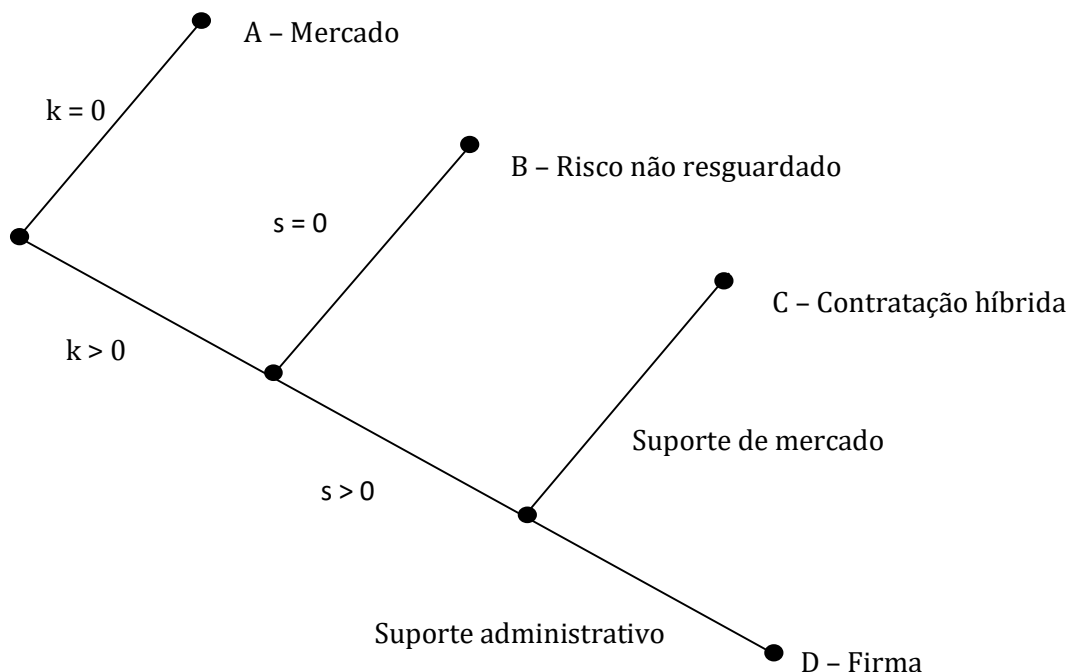 A – Mercado
k = 0
B – Risco não resguardado
s = 0
C – Contratação híbrida
k > 0
Suporte de mercado
s > 0
Suporte administrativo
D – Firma